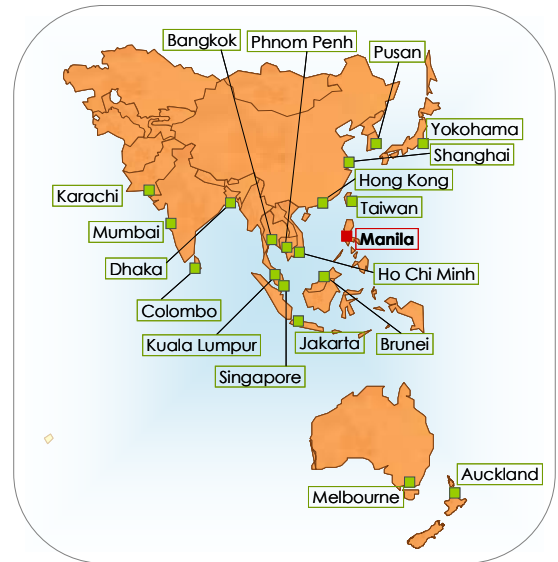 Bangkok
Phnom Penh
Pusan
Yokohama
Shanghai
Hong Kong
Karachi
Taiwan
Mumbai
Manila
Dhaka
Ho Chi Minh
Colombo
Kuala Lumpur
Jakarta
Brunei
Singapore
Auckland
Melbourne